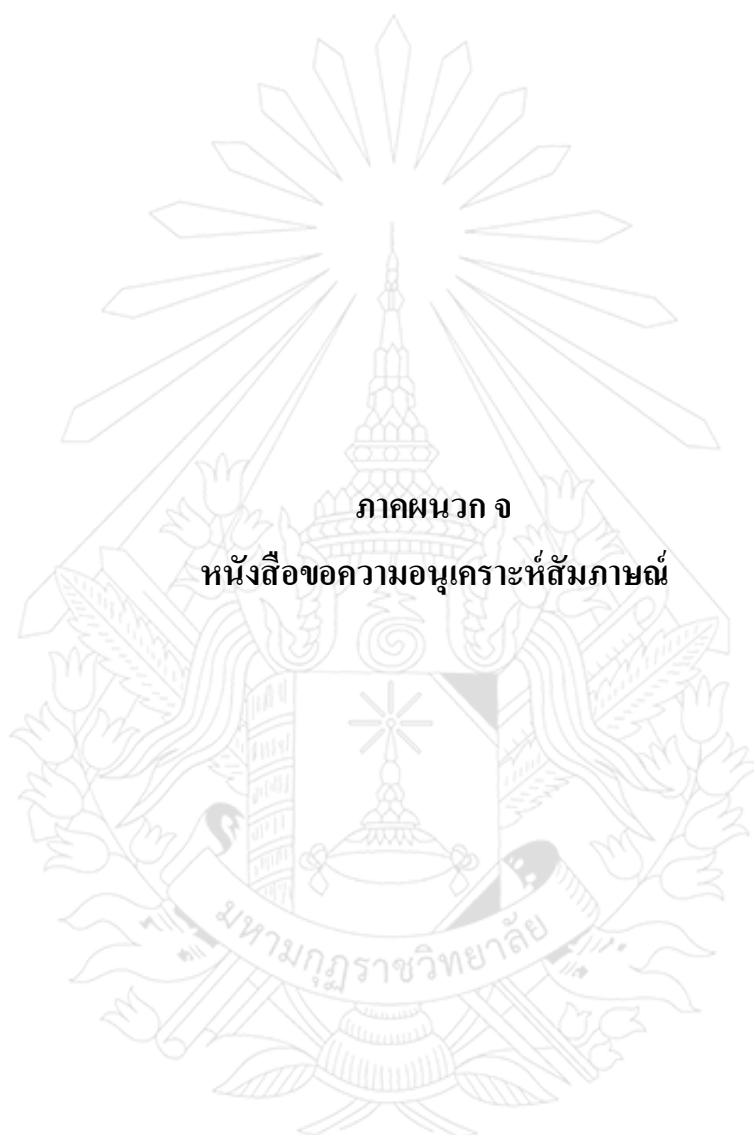 ภาคผนวก จ
หนังสือขอความอนุเคราะห์สัมภาษณ์
มหามกุฏราชวิทยาลัย